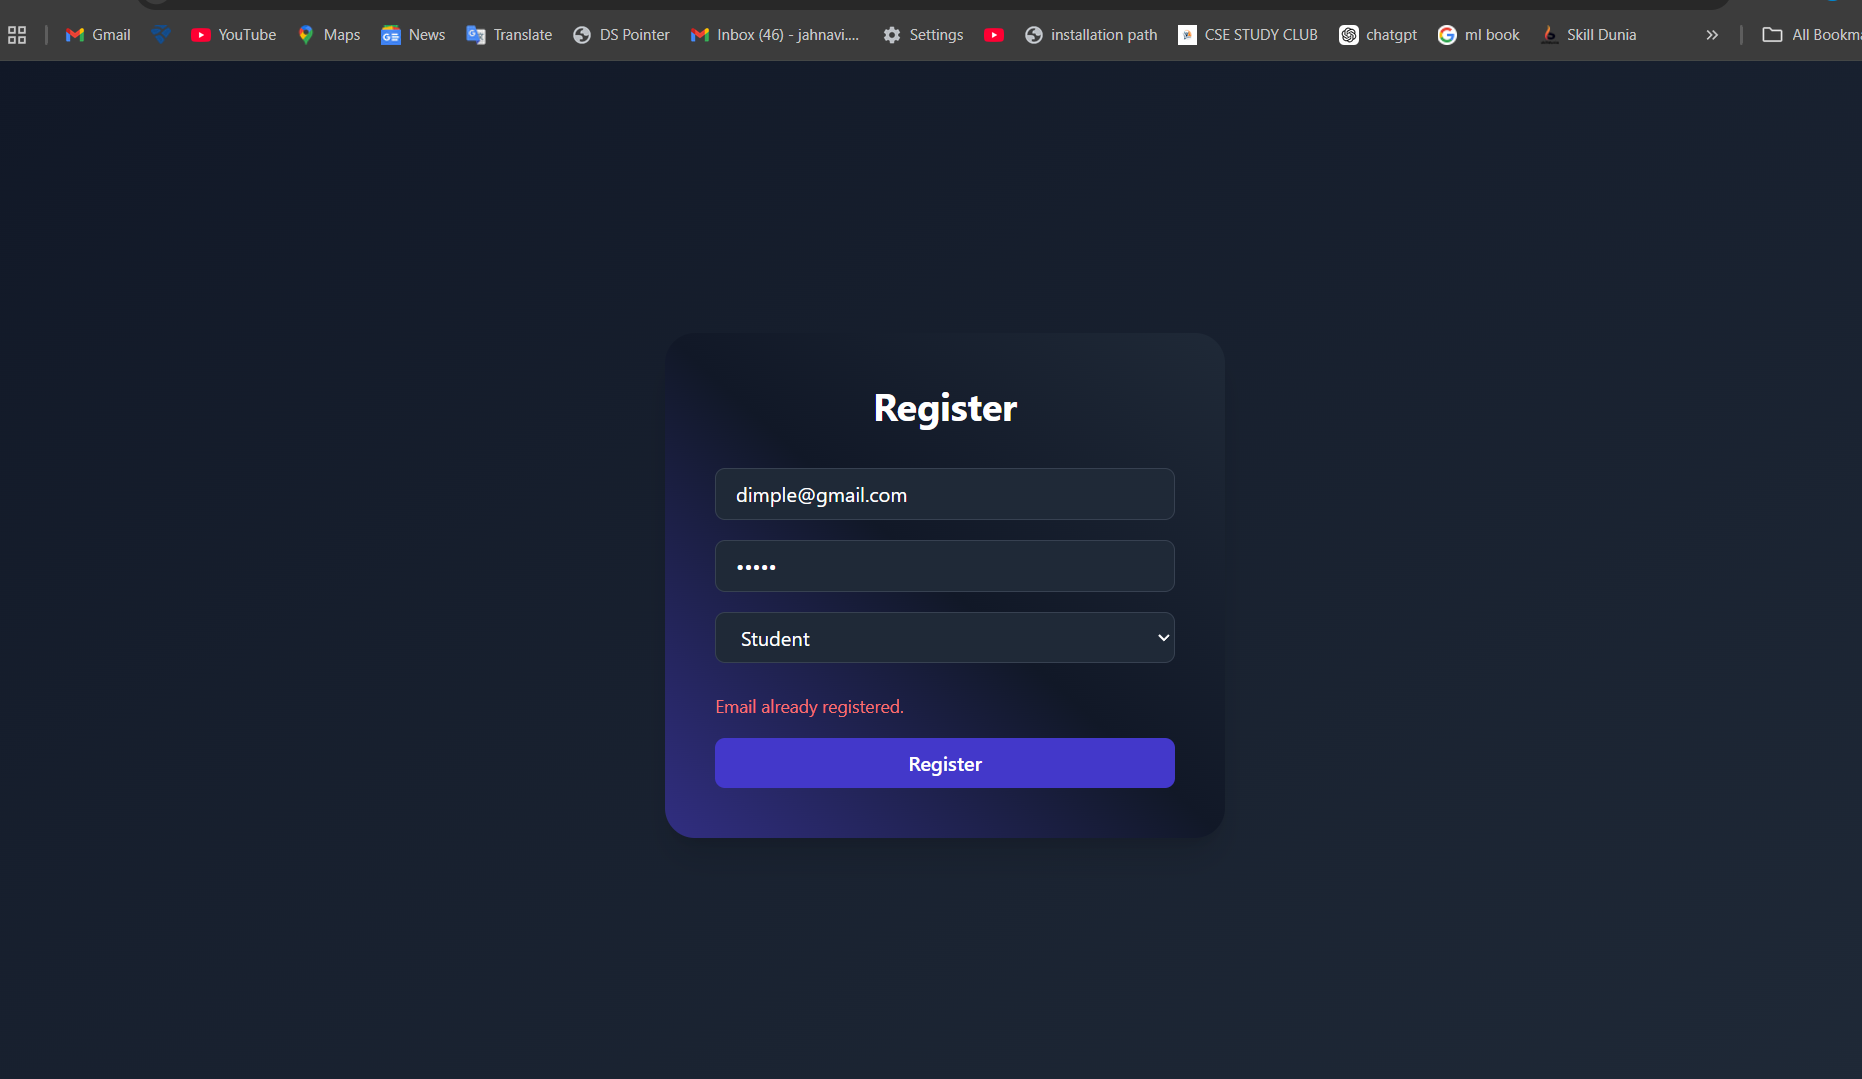 Gmail YouTube Maps News Translate DS Pointer Inbox (46) - jahnavi.... Settings installation path CSE STUDY CLUB chatgpt ml book Skill Dunia » All Bookma
Register
dimple@gmail.com
•••••
Student
Email already registered.
Register